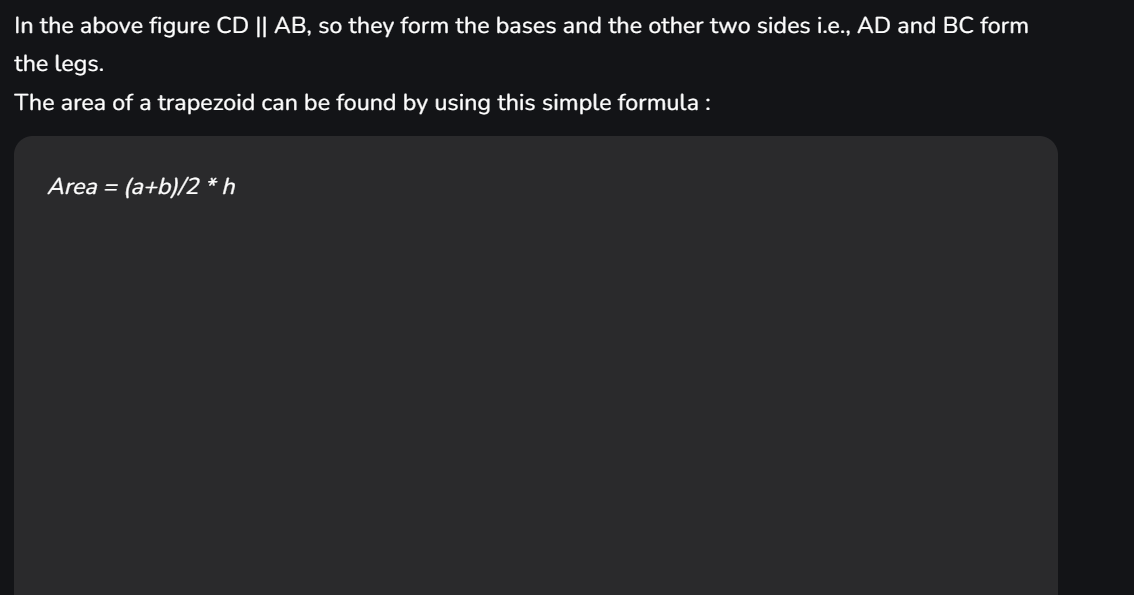 In the above figure CD || AB, so they form the bases and the other two sides i.e., AD and BC form
the legs.
The area of a trapezoid can be found by using this simple formula :
Area = (a+b)/2 * h